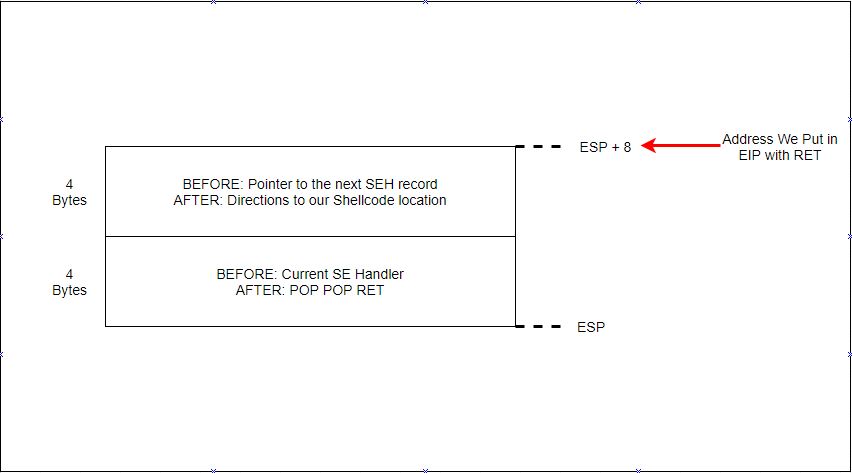 ESP + 8
Address We Put in
EIP with RET
4
Bytes
BEFORE: Pointer to the next SEH record
AFTER: Directions to our Shellcode location
4
Bytes
BEFORE: Current SE Handler
AFTER: POP POP RET
ESP